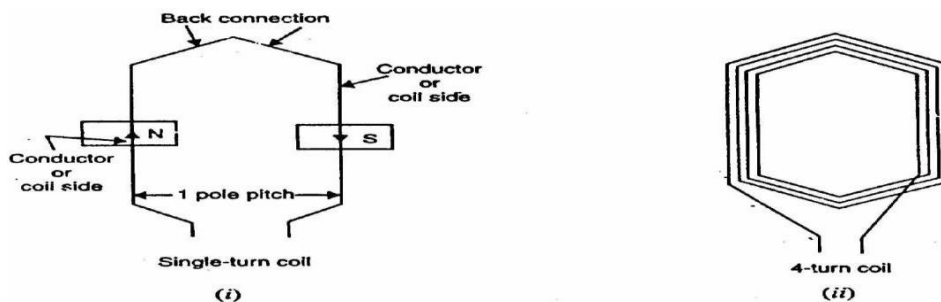 Back connection
Conductor
or
coil side
N
S
Conductor
or
coil side
1 pole pitch
Single-turn coil
(i)
4-turn coil
(ii)